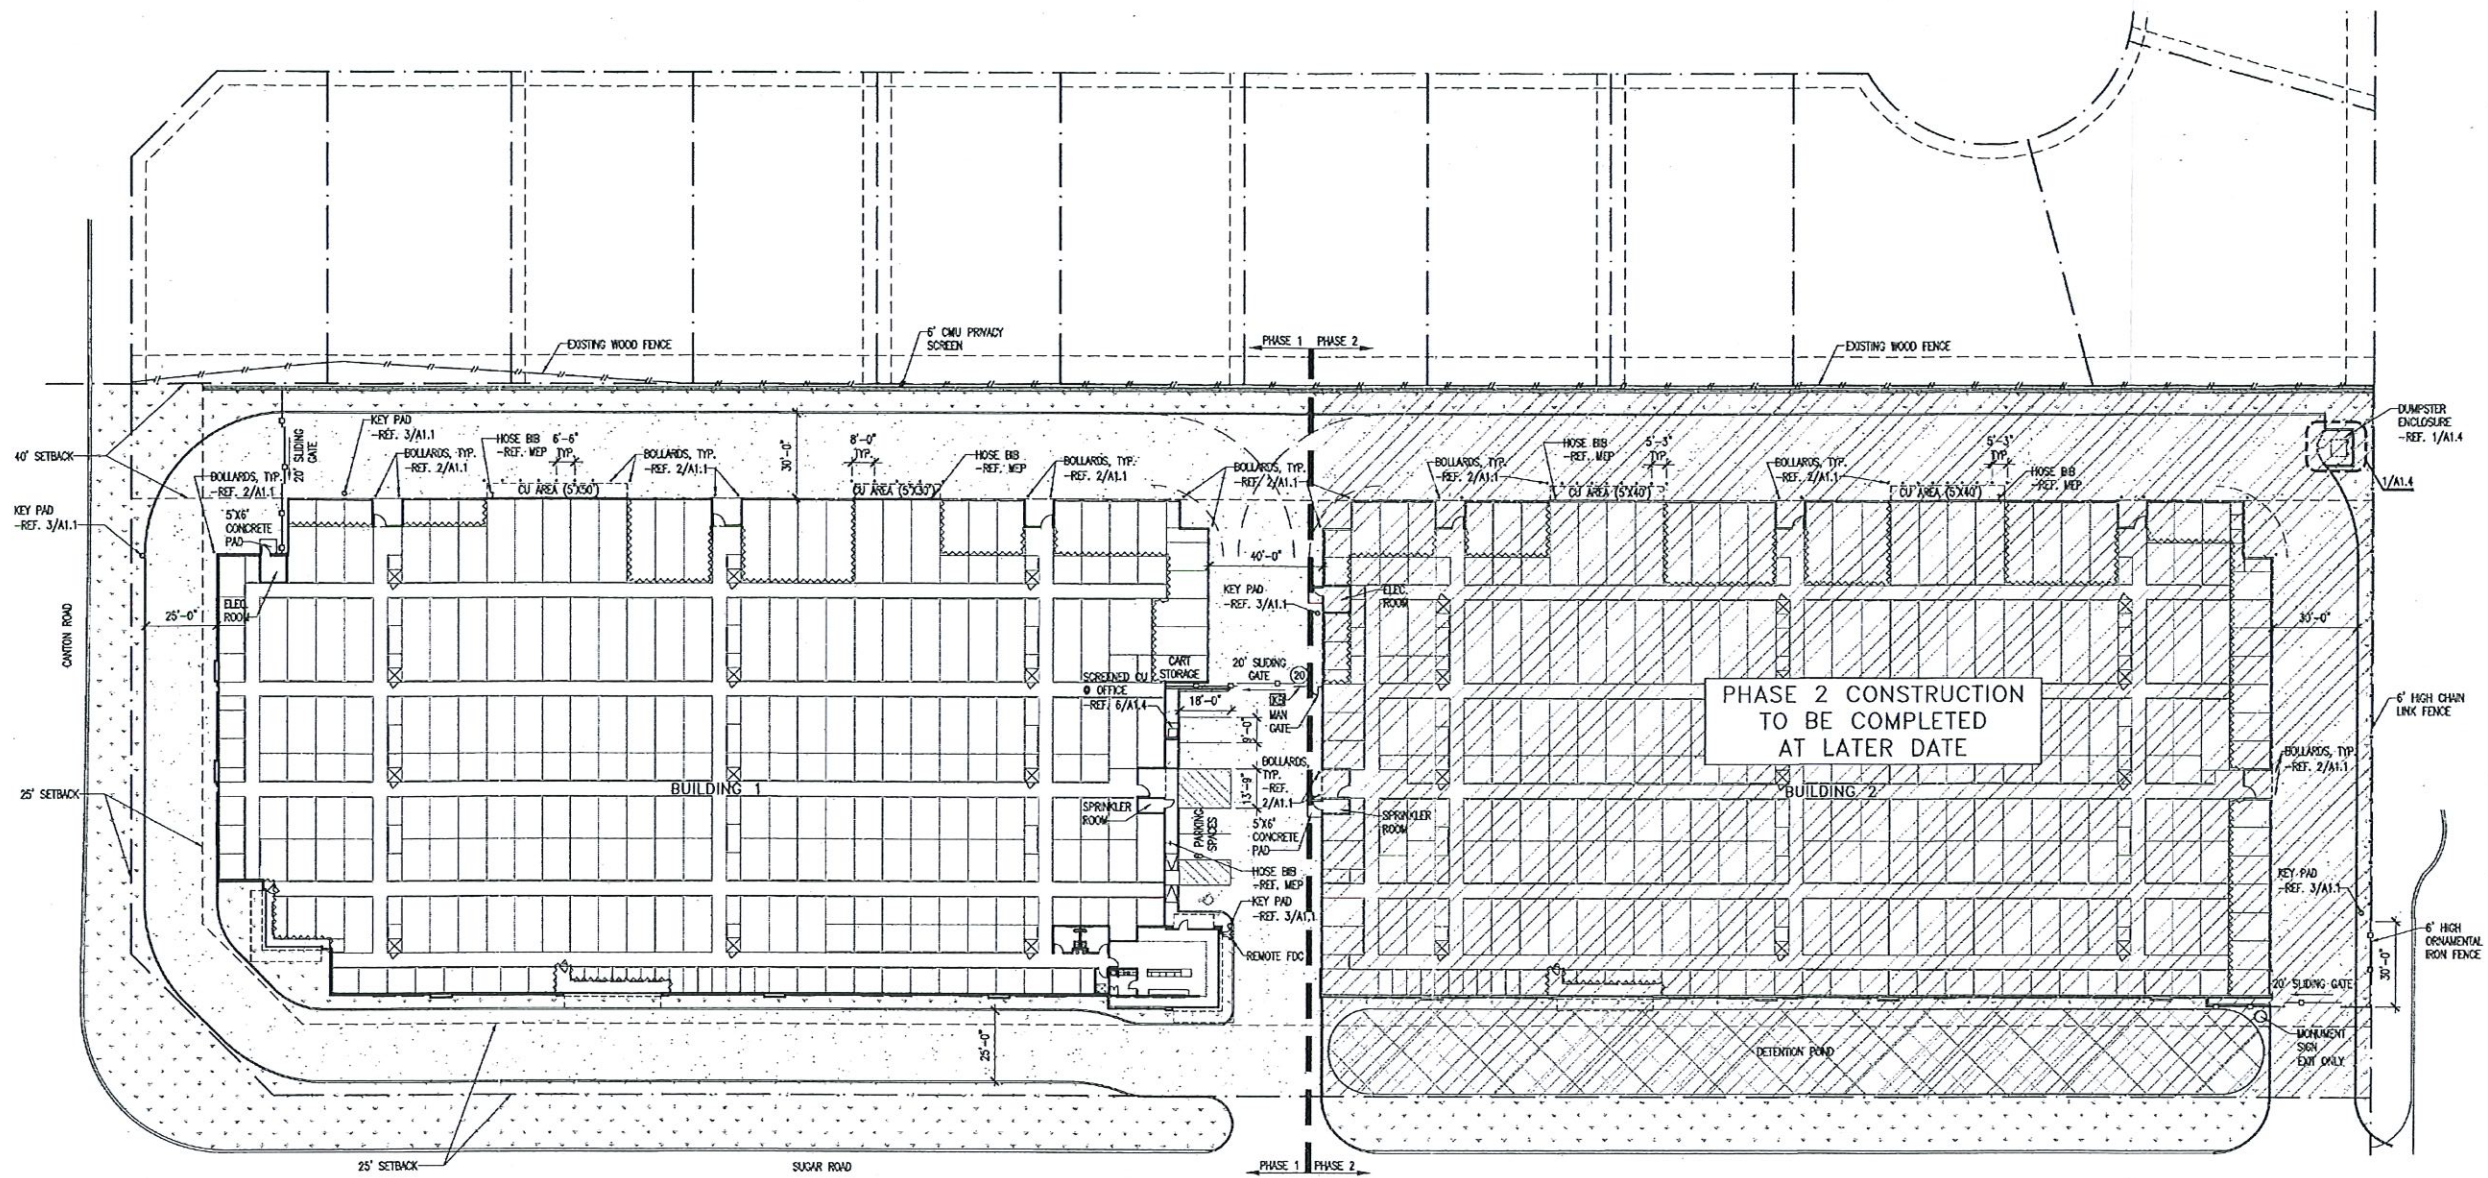 6' CMU PRIVACY
SCREEN
EXISTING WOOD FENCE
PHASE 1
PHASE 2
EXISTING WOOD FENCE
KEY PAD
-REF. 3/A1.1
20' SLIDING
GATE
40' SETBACK
BOLLARDS, TYP.
-REF. 2/A1.1
HOSE BIB
-REF. MEP
6'-6"
TYP.
BOLLARDS, TYP.
-REF. 2/A1.1
30'-0"
8'-0"
TYP.
HOSE BIB
-REF. MEP
BOLLARDS, TYP.
-REF. 2/A1.1
BOLLARDS, TYP.
-REF. 2/A1.1
BOLLARDS, TYP.
-REF. 2/A1.1
HOSE BIB
-REF. MEP
5'-3"
TYP.
BOLLARDS, TYP.
-REF. 2/A1.1
5'-3"
TYP.
HOSE BIB
-REF. MEP
DUMPSTER
ENCLOSURE
-REF. 1/A1.4
1/A1.4
BOLLARDS, TYP.
-REF. 2/A1.1
CU AREA (5'X50')
CU AREA (5'X30')
CU AREA (5'X40')
CU AREA (5'X40')
KEY PAD
-REF. 3/A1.1
5'X6'
CONCRETE
PAD
40'-0"
KEY PAD
-REF. 3/A1.1
ELEC.
ROOM
ELEC.
ROOM
25'-0"
30'-0"
CANTON ROAD
CART
STORAGE
SCREENED CU
@ OFFICE
-REF. 6/A1.4
20' SLIDING
GATE
20
18'-0"
MAN
GATE
9'-0"
PHASE 2 CONSTRUCTION
TO BE COMPLETED
AT LATER DATE
6' HIGH CHAIN
LINK FENCE
BOLLARDS, TYP.
-REF. 2/A1.1
BOLLARDS,
TYP.
-REF.
2/A1.1
13'-9"
25' SETBACK
BUILDING 1
BUILDING 2
SPRINKLER
ROOM
PARKING
SPACES
5'X6'
CONCRETE
PAD
SPRINKLER
ROOM
HOSE BIB
-REF. MEP
KEY PAD
-REF. 3/A1.1
KEY PAD
-REF. 3/A1.1
REMOTE FDC
6' HIGH
ORNAMENTAL
IRON FENCE
30'-0"
20' SLIDING GATE
25'-0"
DETENTION POND
MONUMENT
SIGN
EXIT ONLY
25' SETBACK
SUGAR ROAD
PHASE 1
PHASE 2